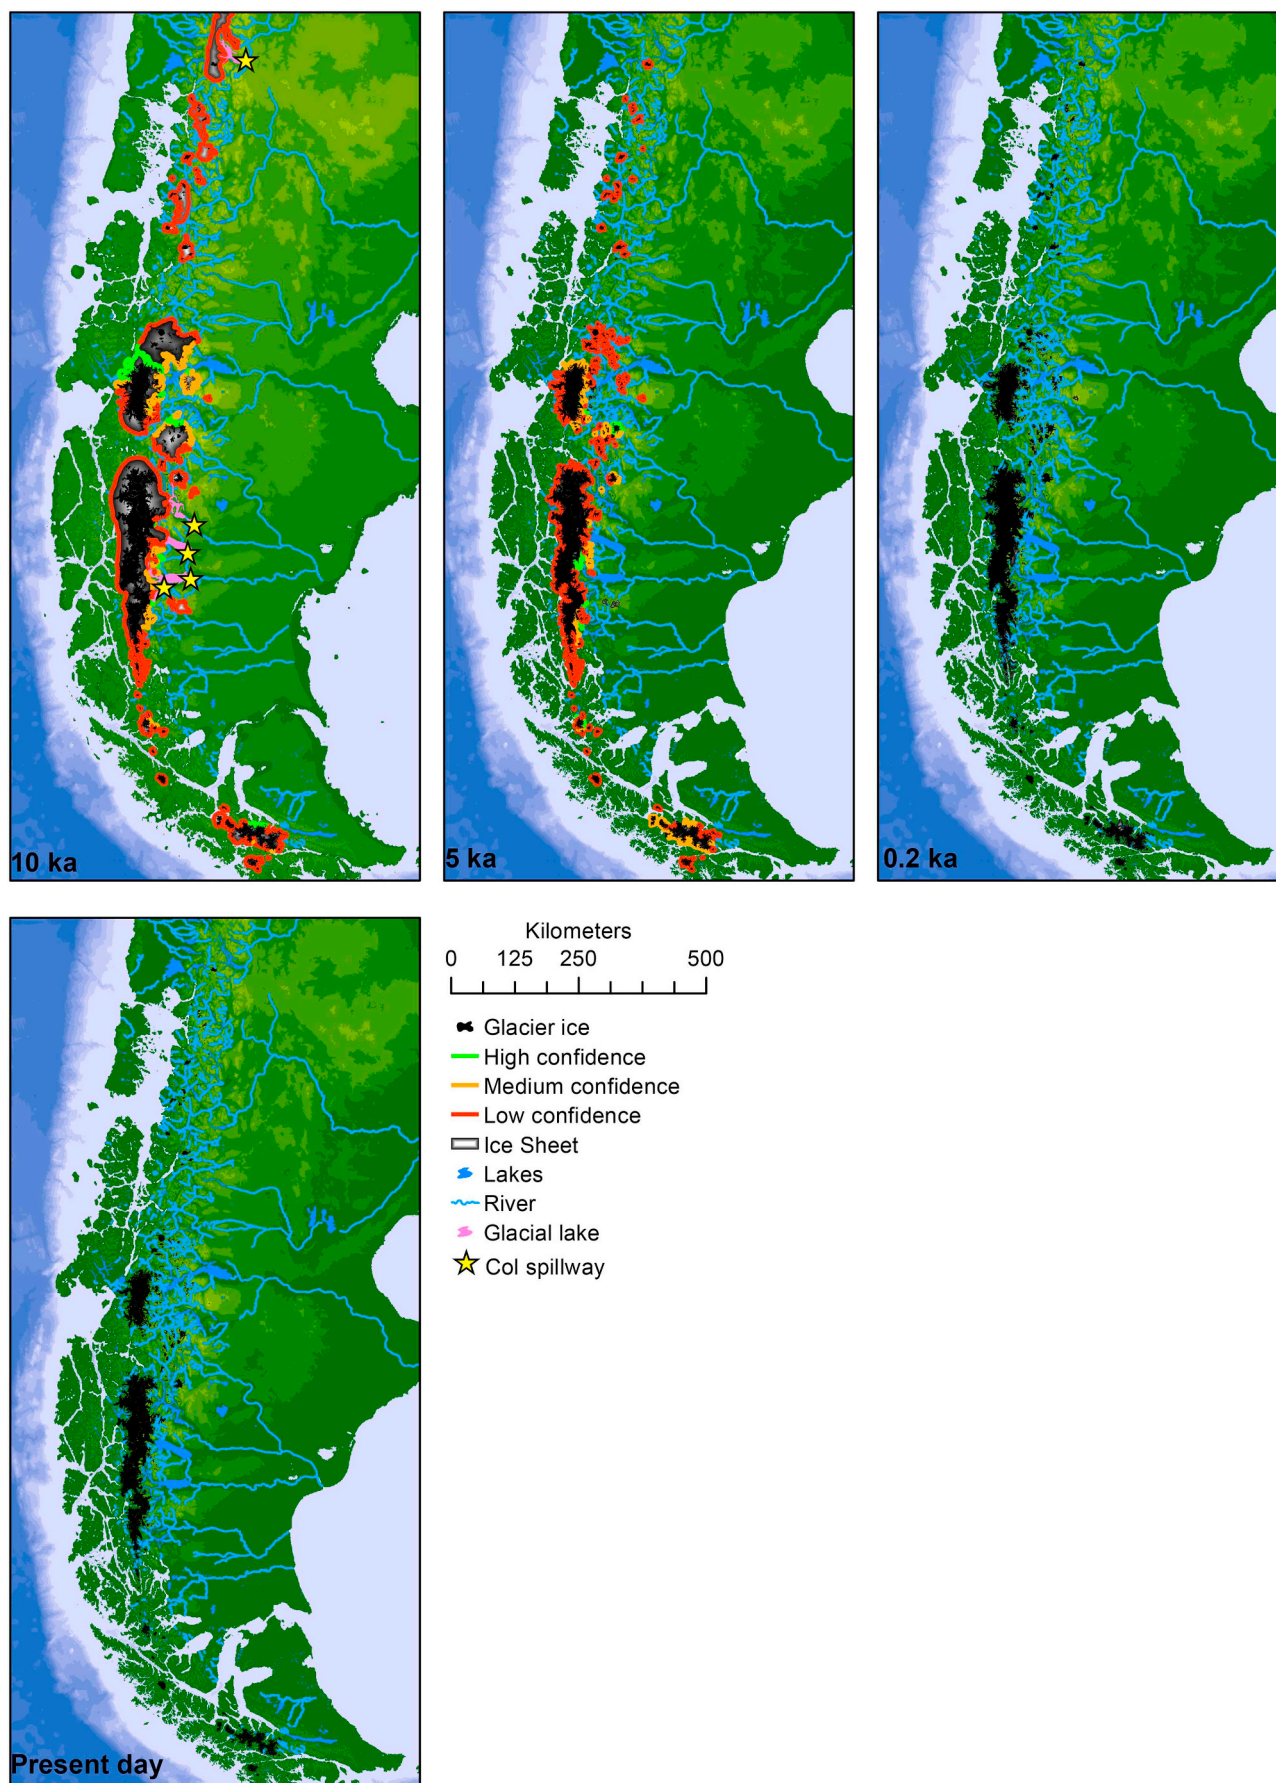 10 ka
5 ka
0.2 ka
Present day
Kilometers
0 125 250 500
Glacier ice
High confidence
Medium confidence
Low confidence
Ice Sheet
Lakes
River
Glacial lake
Col spillway